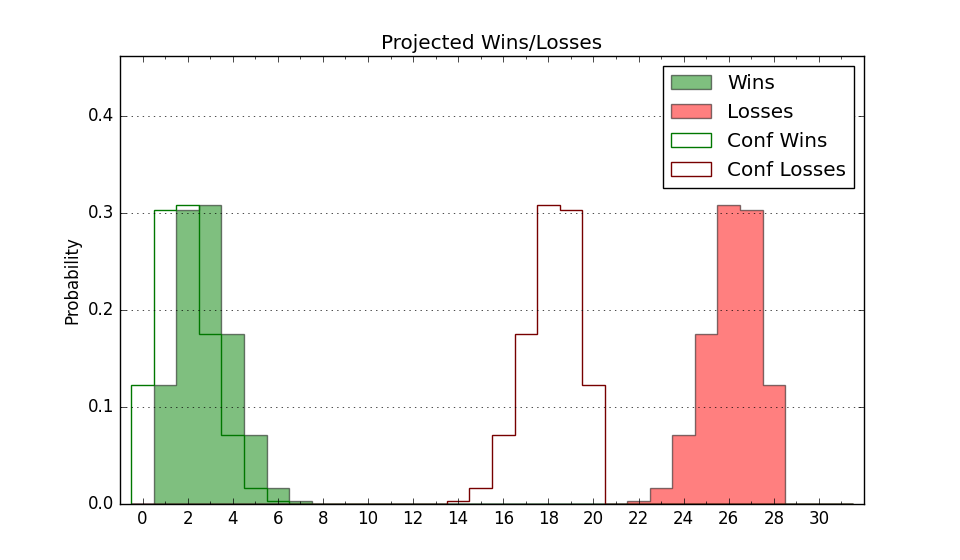 Projected Wins/Losses
Wins
Losses
Conf Wins
Conf Losses
Probability
0.4
0.3
0.2
0.1
0.0
0 2 4 6 8 10 12 14 16 18 20 22 24 26 28 30